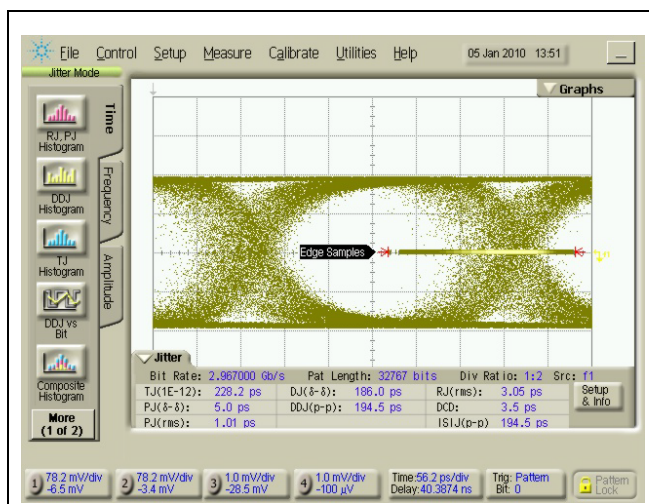 File Control Setup Measure Calibrate Utilities Help 05 Jan 2010 13:51
Jitter Mode
Graphs
Time
Frequency
Amplitude
RJ, PJ
Histogram
DDJ
Histogram
TJ
Histogram
DDJ vs
Bit
Composite
Histogram
More
(1 of 2)
Edge Samples
Jitter
Bit Rate: 2.967000 Gb/s Pat Length: 32767 bits Div Ratio: 1:2 Src: f1
TJ(1E-12): 228.2 ps DJ(δ-δ): 186.0 ps RJ(rms): 3.05 ps
PJ(δ-δ): 5.0 ps DDJ(p-p): 194.5 ps DCD: 3.5 ps
PJ(rms): 1.01 ps ISIJ(p-p) 194.5 ps
Setup
& Info
1 78.2 mV/div
-6.5 mV
2 78.2 mV/div
-3.4 mV
3 1.0 mV/div
-28.5 mV
4 1.0 mV/div
-100 µV
Time:56.2 ps/div
Delay:40.3874 ns
Trig: Pattern
Bit: 0
Pattern
Lock